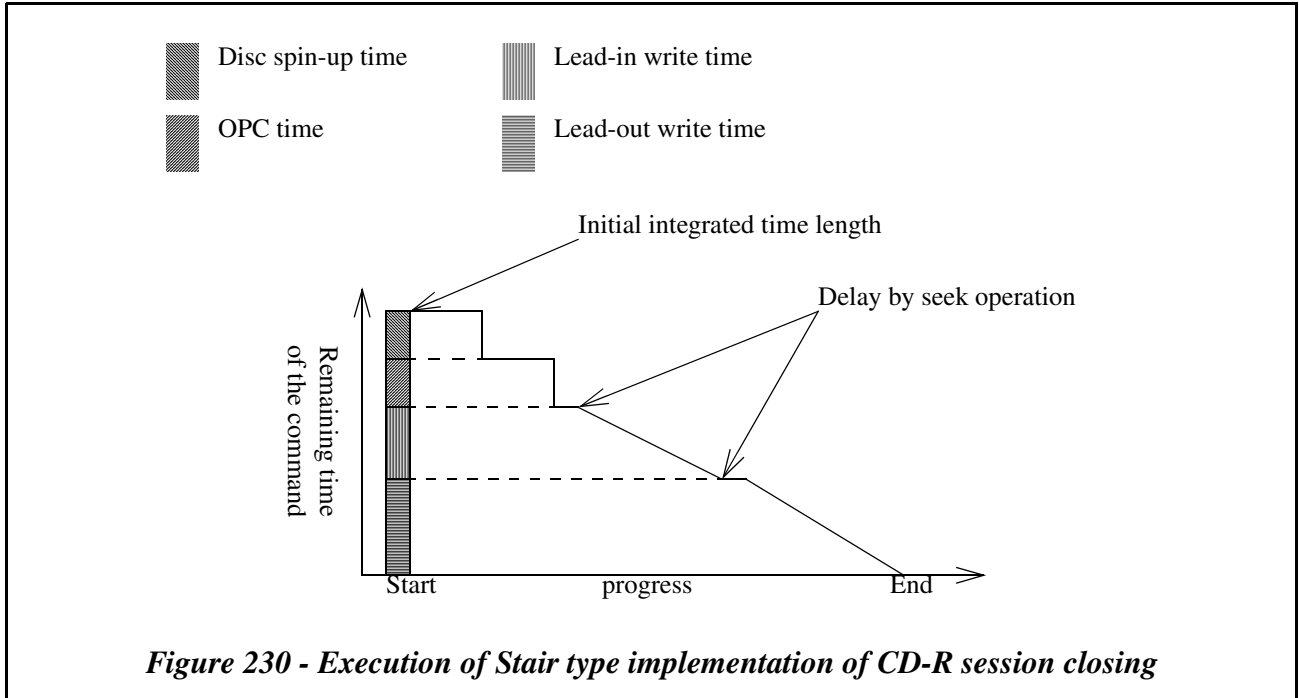 Disc spin-up time
Lead-in write time
OPC time
Lead-out write time
Initial integrated time length
Delay by seek operation
Remaining time
of the command
Start
progress
End
Figure 230 - Execution of Stair type implementation of CD-R session closing